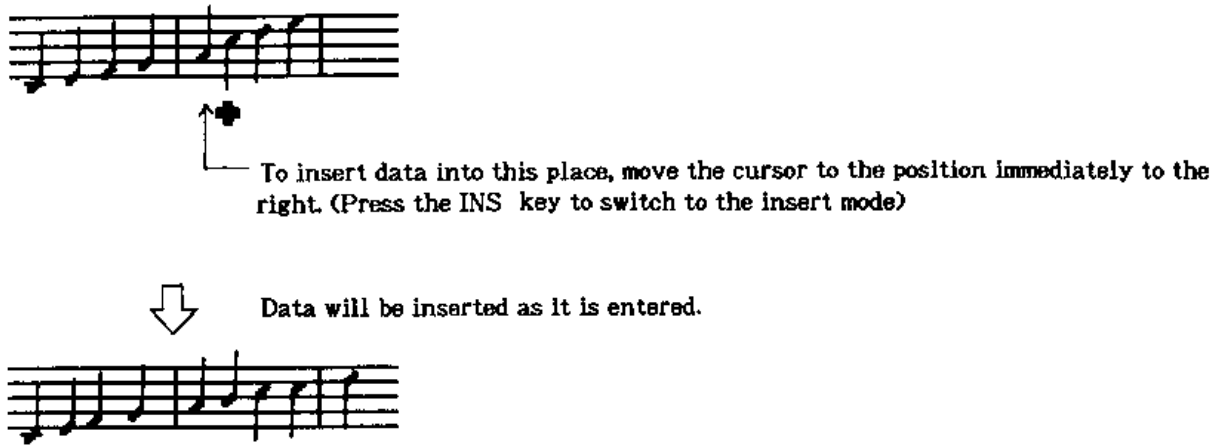 To insert data into this place, move the cursor to the position immediately to the
right. (Press the INS key to switch to the insert mode)
Data will be inserted as it is entered.